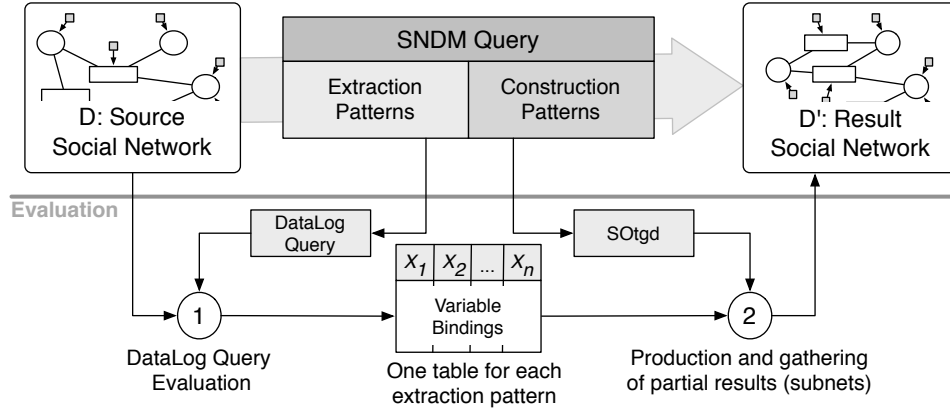 SNDM Query
Extraction
Patterns
Construction
Patterns
D: Source
Social Network
D': Result
Social Network
Evaluation
DataLog
Query
SOtgd
X1 X2 ... Xn
Variable
Bindings
1
2
DataLog Query
Evaluation
One table for each
extraction pattern
Production and gathering
of partial results (subnets)